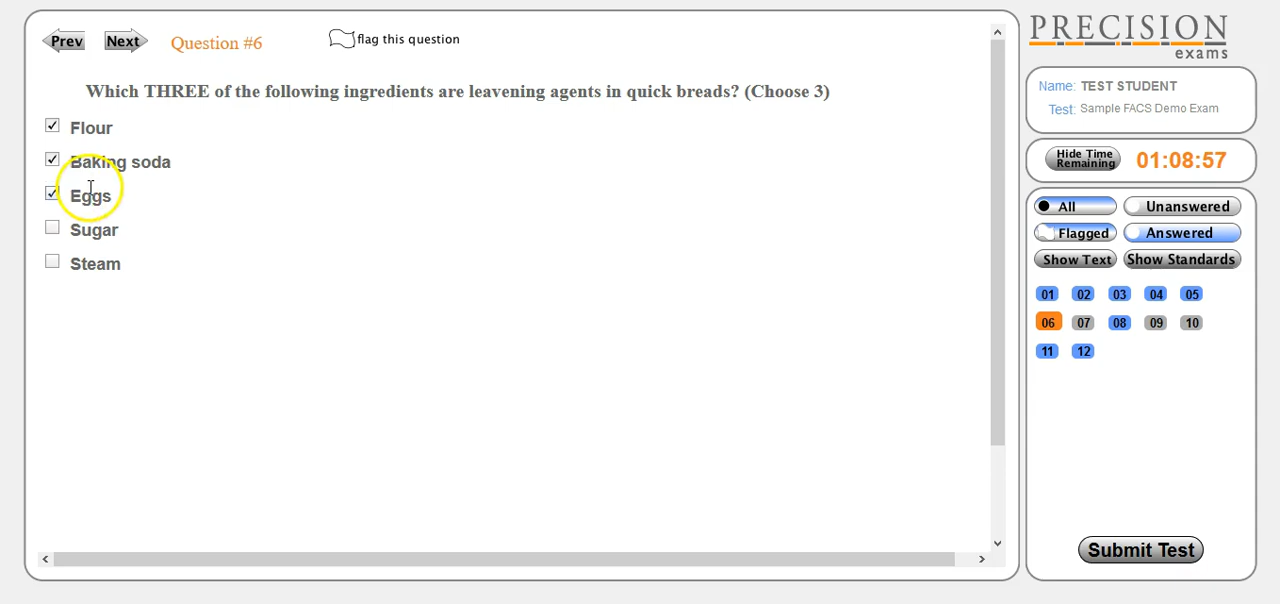 Prev Next Question #6 flag this question
Which THREE of the following ingredients are leavening agents in quick breads? (Choose 3)
Flour
Baking soda
Eggs
Sugar
Steam
PRECISION
exams
Name: TEST STUDENT
Test: Sample FACS Demo Exam
Hide Time
Remaining
01:08:57
All Unanswered
Flagged Answered
Show Text Show Standards
01 02 03 04 05
06 07 08 09 10
11 12
Submit Test